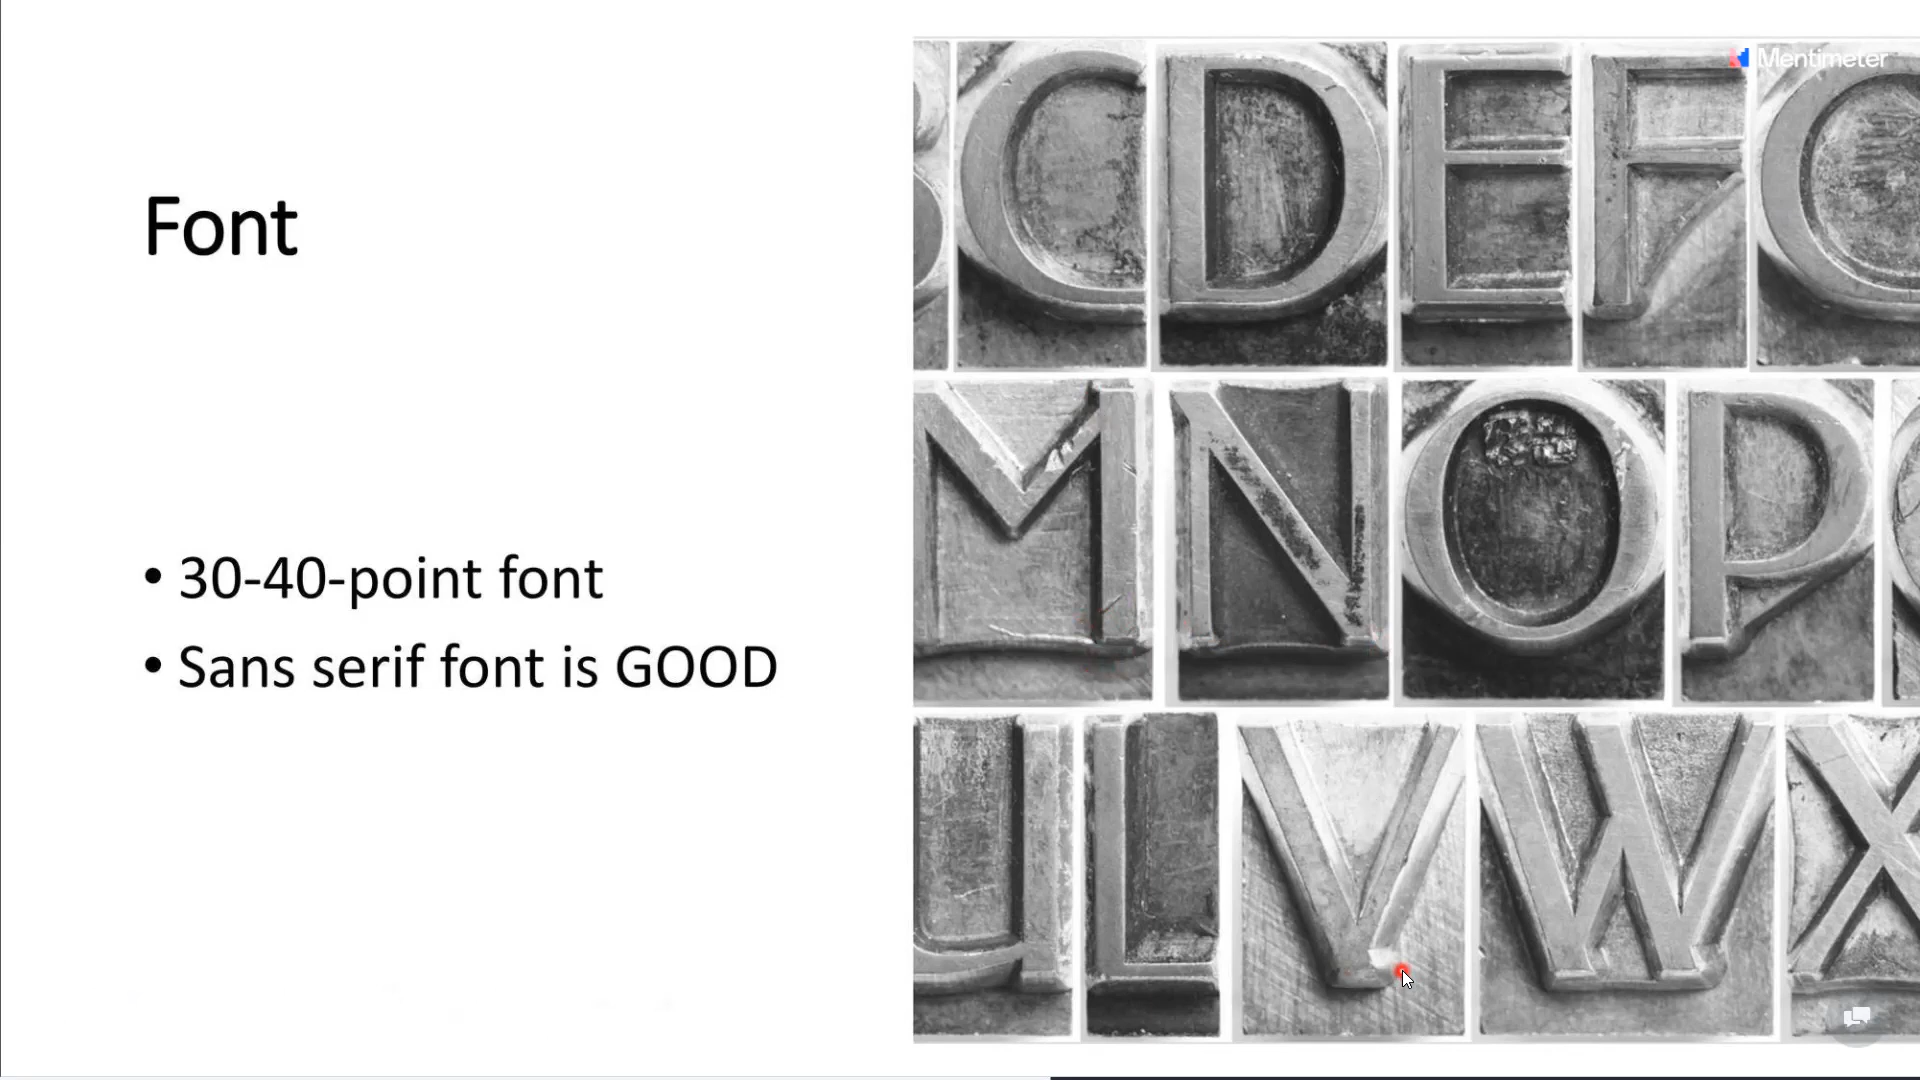 Mentimeter
C D E F
Font
M N O P
• 30-40-point font
• Sans serif font is GOOD
U L V W X